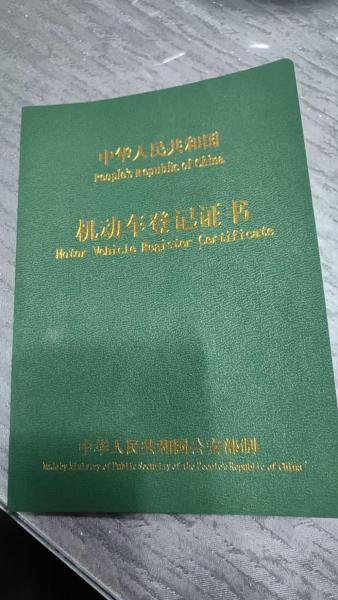 中华人民共和国
People's Republic of China
机动车登记证书
Motor Vehicle Register Certificate
中华人民共和国公安部制
Made by Ministry of Public Security of the People's Republic of China